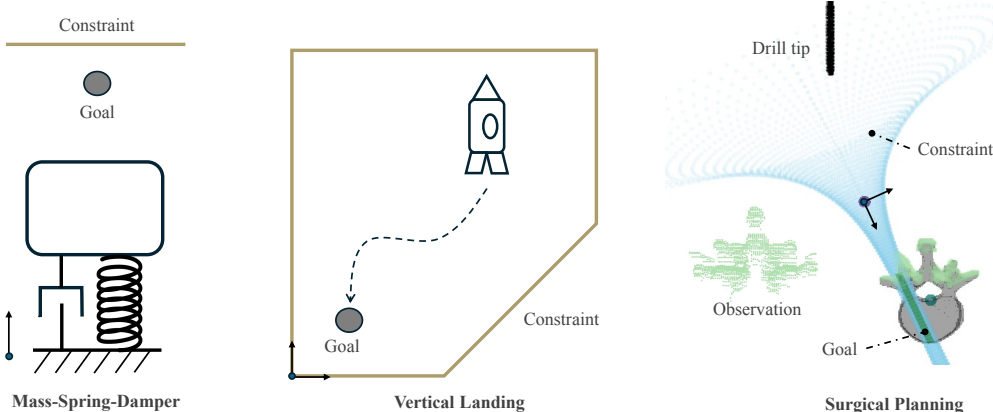 Constraint
Goal
Mass-Spring-Damper
Goal
Constraint
Vertical Landing
Drill tip
Constraint
Observation
Goal
Surgical Planning